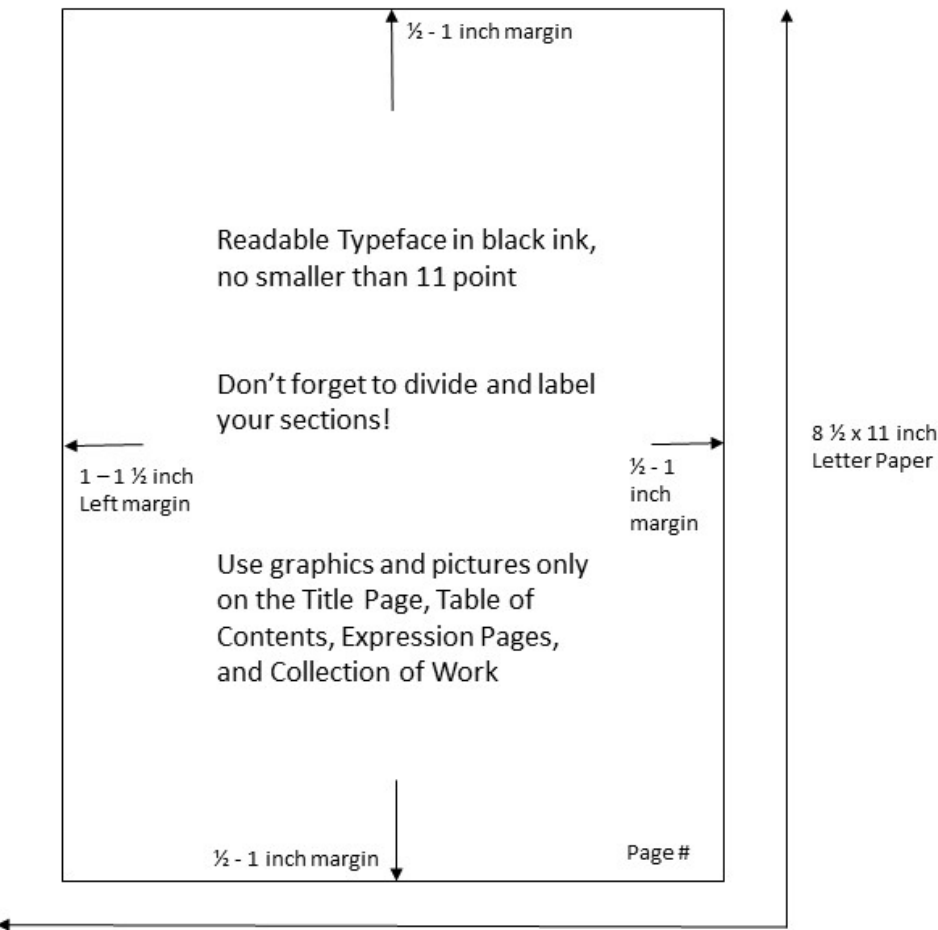 ½ - 1 inch margin
Readable Typeface in black ink,
no smaller than 11 point
Don’t forget to divide and label
your sections!
1 – 1 ½ inch
Left margin
½ - 1
inch
margin
8 ½ x 11 inch
Letter Paper
Use graphics and pictures only
on the Title Page, Table of
Contents, Expression Pages,
and Collection of Work
½ - 1 inch margin
Page #